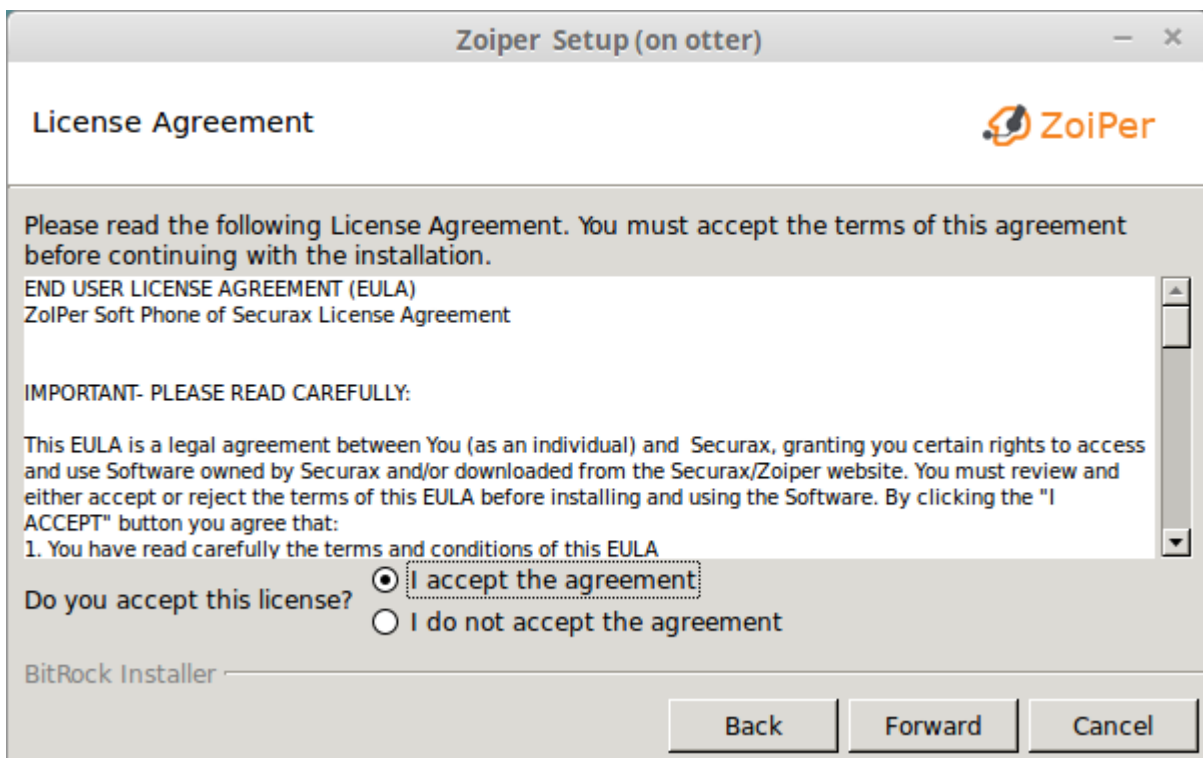 Zoiper Setup (on otter)
License Agreement
ZoiPer
Please read the following License Agreement. You must accept the terms of this agreement
before continuing with the installation.
END USER LICENSE AGREEMENT (EULA)
ZoIPer Soft Phone of Securax License Agreement
IMPORTANT- PLEASE READ CAREFULLY:
This EULA is a legal agreement between You (as an individual) and  Securax, granting you certain rights to access
and use Software owned by Securax and/or downloaded from the Securax/Zoiper website. You must review and
either accept or reject the terms of this EULA before installing and using the Software. By clicking the "I
ACCEPT" button you agree that:
1. You have read carefully the terms and conditions of this EULA
Do you accept this license?
I accept the agreement
I do not accept the agreement
BitRock Installer
Back
Forward
Cancel